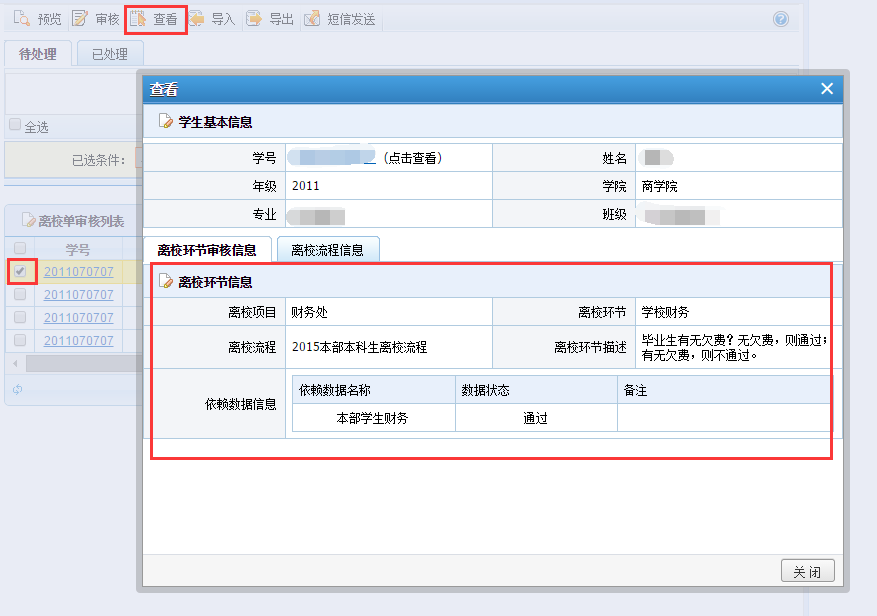 预览 审核 查看 导入 导出 短信发送
待处理 已处理
查看
学生基本信息
全选
学号 (点击查看) 姓名
已选条件：
年级 2011 学院 商学院
专业 班级
离校单审核列表
离校环节审核信息 离校流程信息
学号
2011070707
离校环节信息
2011070707
离校项目 财务处 离校环节 学校财务
2011070707
2011070707
离校流程 2015本部本科生离校流程 离校环节描述 毕业生有无欠费？无欠费，则通过；
有无欠费，则不通过。
依赖数据信息 依赖数据名称 数据状态 备注
本部学生财务 通过
关闭